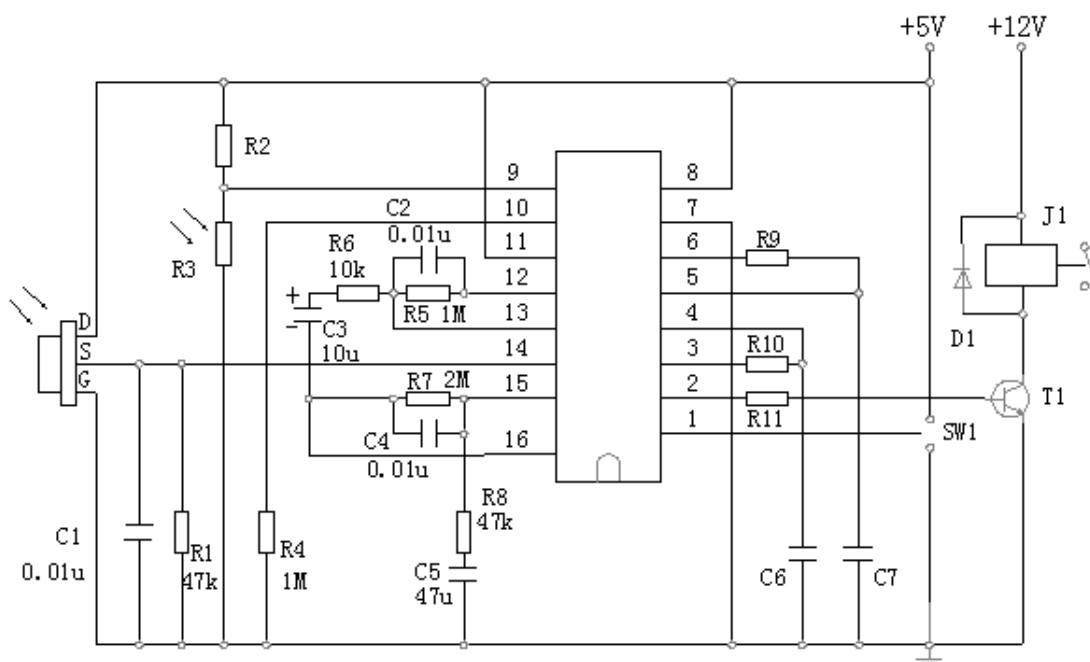 +5V +12V
R2
9 8
C2 10 7
J1
0.01u
R6 11 6 R9
R3 10k 12 5
+
R5 1M 13 4
D
- C3 D1
10u 14 3 R10
S
G R7 2M 15 2 T1
R11
C4 16 1 SW1
0.01u
R8
47k
C1 R1 R4
0.01u 47k 1M C5 C6 C7
47u